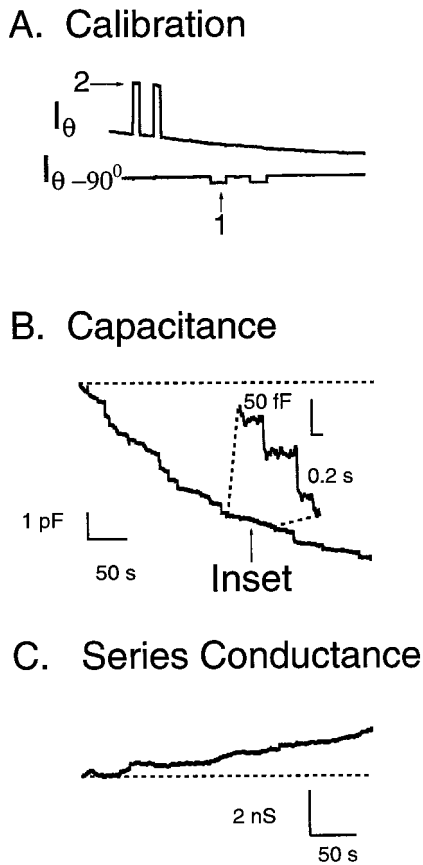 A. Calibration
2
Iθ
Iθ −90⁰
1
B. Capacitance
50 fF
0.2 s
1 pF
50 s
Inset
C. Series Conductance
2 nS
50 s